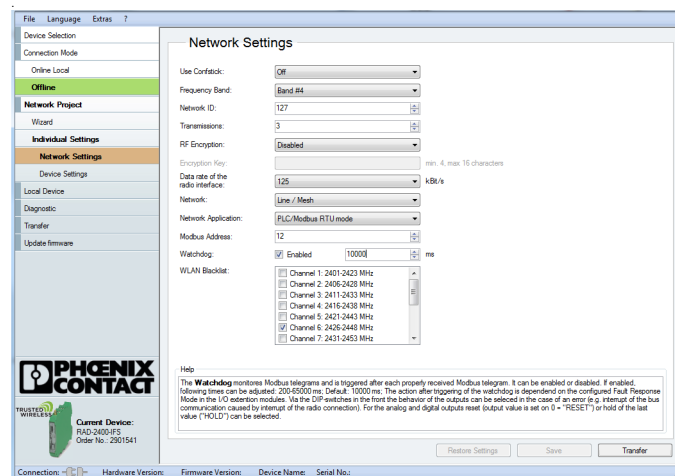 File Language Extras ?
Device Selection
Connection Mode
Online Local
Offline
Network Project
Wizard
Individual Settings
Network Settings
Device Settings
Local Device
Diagnostic
Transfer
Update firmware
PHŒNIX
CONTACT
TRUSTED
WIRELESS
Current Device:
RAD-2400-IFS
Order No.: 2901541
Network Settings
Use Confstick: Off
Frequency Band: Band #4
Network ID: 127
Transmissions: 3
RF Encryption: Disabled
Encryption Key: min. 4, max 16 characters
Data rate of the
radio interface: 125 kBit/s
Network: Line / Mesh
Network Application: PLC/Modbus RTU mode
Modbus Address: 12
Watchdog: Enabled 10000 ms
WLAN Blacklist: Channel 1: 2401-2423 MHz
Channel 2: 2406-2428 MHz
Channel 3: 2411-2433 MHz
Channel 4: 2416-2438 MHz
Channel 5: 2421-2443 MHz
Channel 6: 2426-2448 MHz
Channel 7: 2431-2453 MHz
Help
The Watchdog monitores Modbus telegrams and is triggered after each properly received Modbus telegram. It can be enabled or disabled. If enabled,
following times can be adjusted: 200-65000 ms; Default: 10000 ms; The action after triggering of the watchdog is dependend on the configured Fault Response
Mode in the I/O extention modules. Via the DIP-switches in the front the behavior of the outputs can be selected in the case of an error (e.g. interrupt of the bus
communication caused by interrupt of the radio connection). For the analog and digital outputs reset (output value is set on 0 = "RESET") or hold of the last
value ("HOLD") can be selected.
Restore Settings Save Transfer
Connection: Hardware Version: Firmware Version: Device Name: Serial No.: